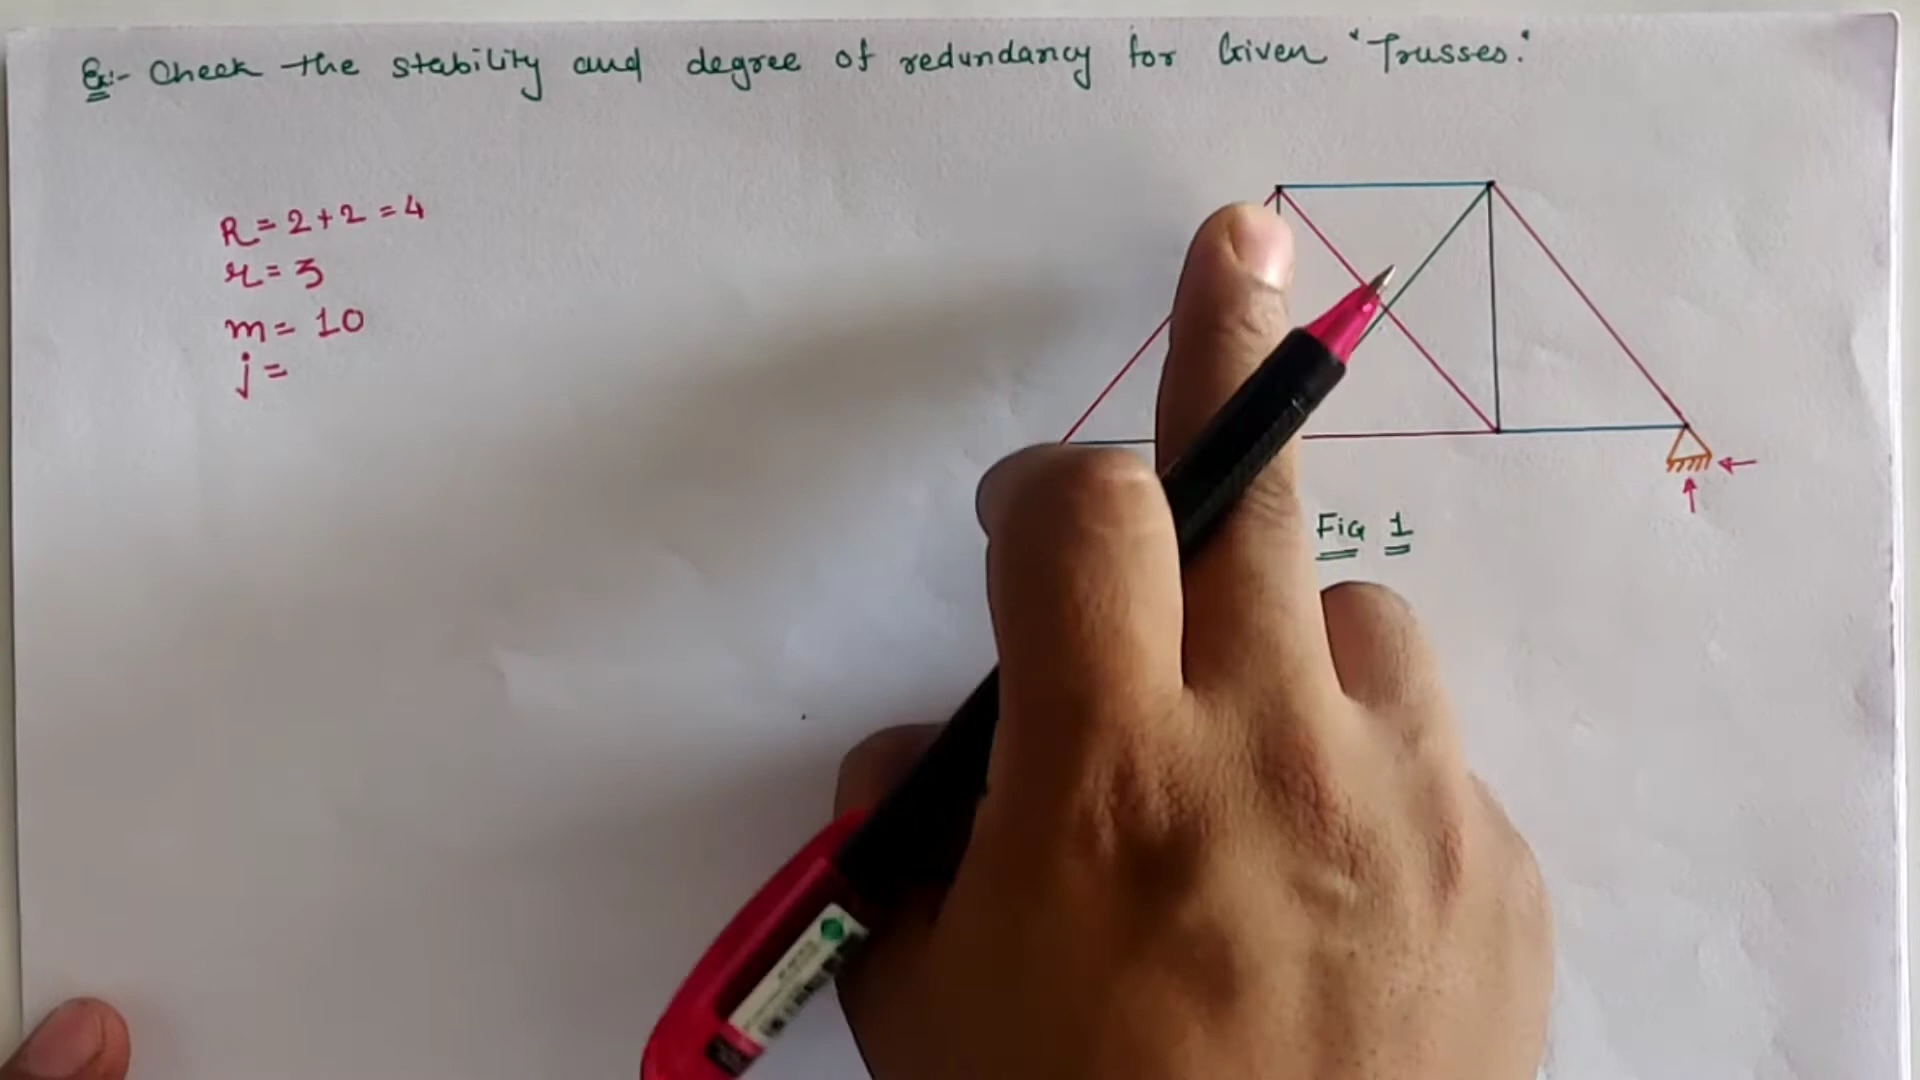 Ex:- Check the stability and degree of redundancy for Given "Trusses."
R = 2+2 = 4
r = 3
m = 10
j =
Fig 1